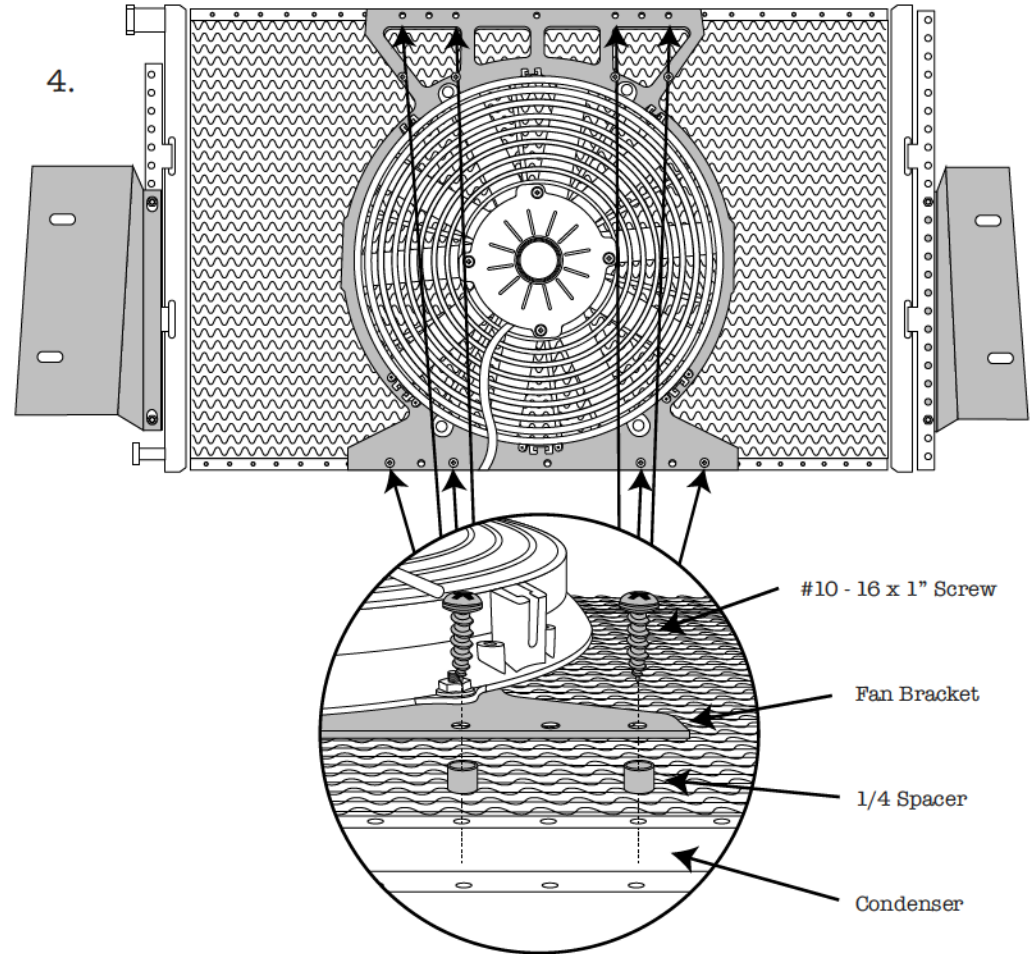 4.
#10 - 16 x 1” Screw
Fan Bracket
1/4 Spacer
Condenser